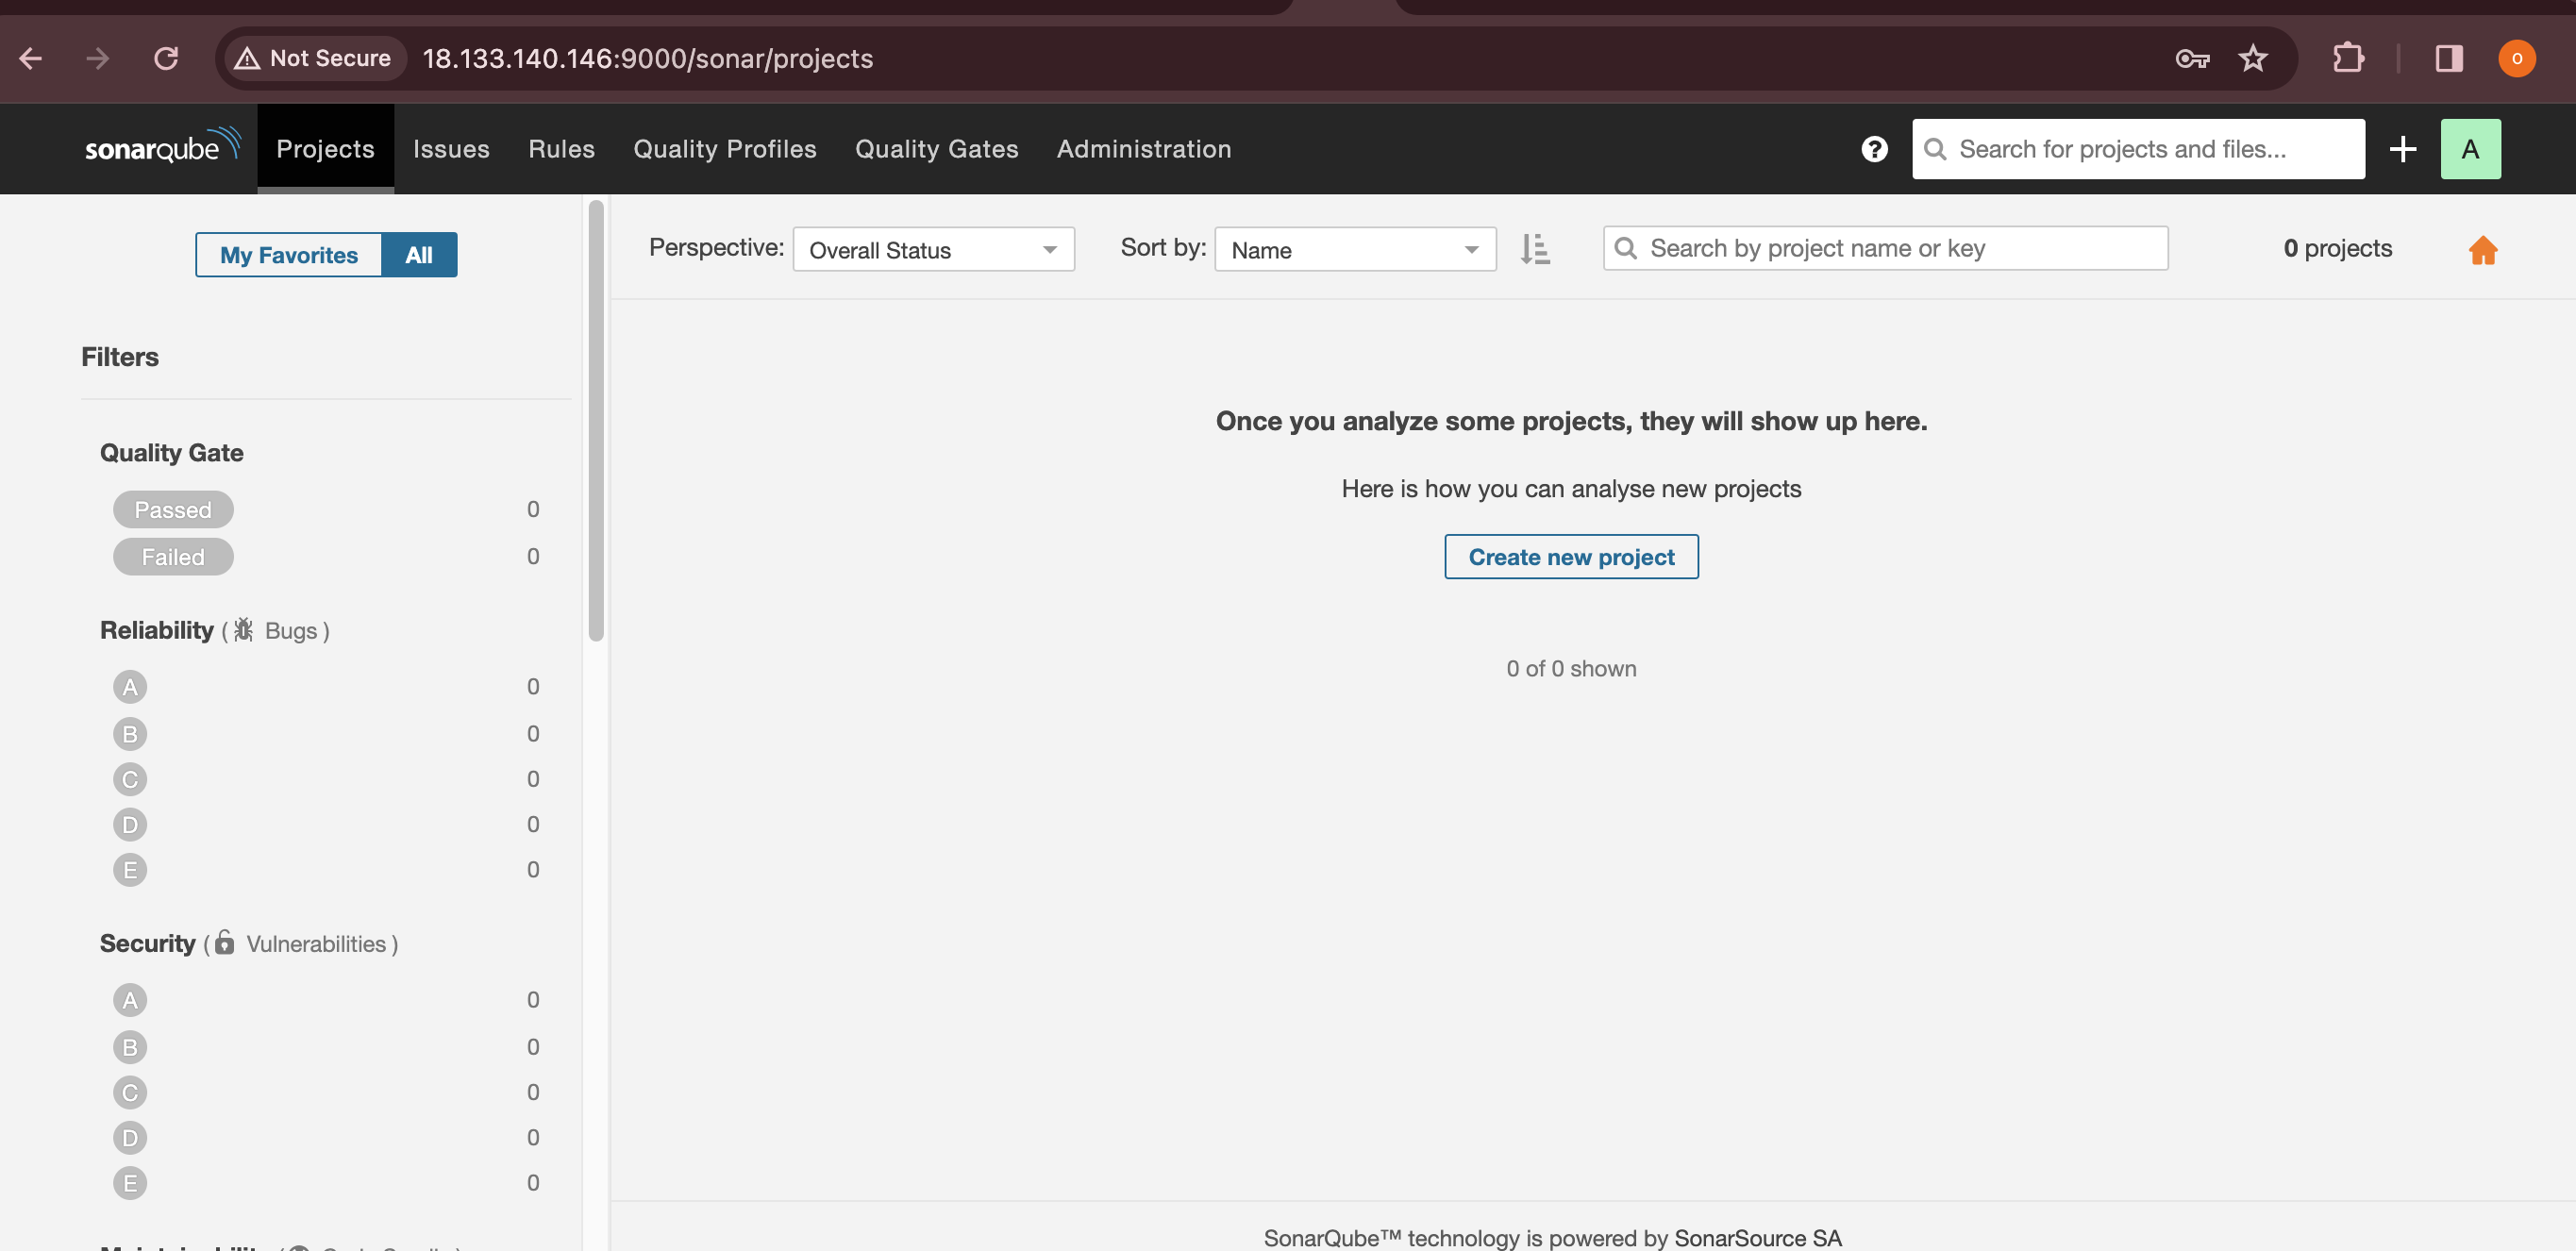 Not Secure 18.133.140.146:9000/sonar/projects O
sonarqube Projects Issues Rules Quality Profiles Quality Gates Administration ? Search for projects and files... + A
My Favorites All
Perspective: Overall Status Sort by: Name Search by project name or key 0 projects
Filters
Once you analyze some projects, they will show up here.
Here is how you can analyse new projects
Create new project
0 of 0 shown
Quality Gate
Passed 0
Failed 0
Reliability ( Bugs )
A 0
B 0
C 0
D 0
E 0
Security ( Vulnerabilities )
A 0
B 0
C 0
D 0
E 0
SonarQube™ technology is powered by SonarSource SA